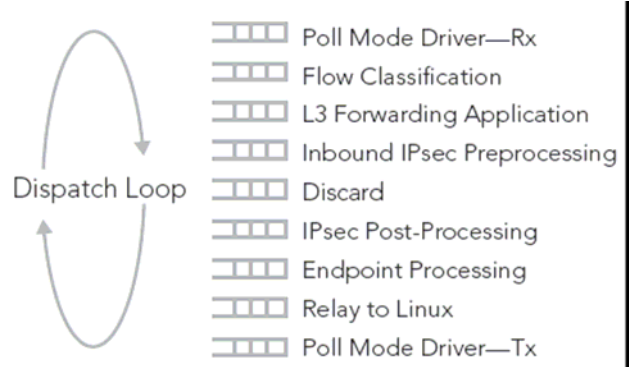 Poll Mode Driver—Rx
Flow Classification
L3 Forwarding Application
Inbound IPsec Preprocessing
Dispatch Loop
Discard
IPsec Post-Processing
Endpoint Processing
Relay to Linux
Poll Mode Driver—Tx